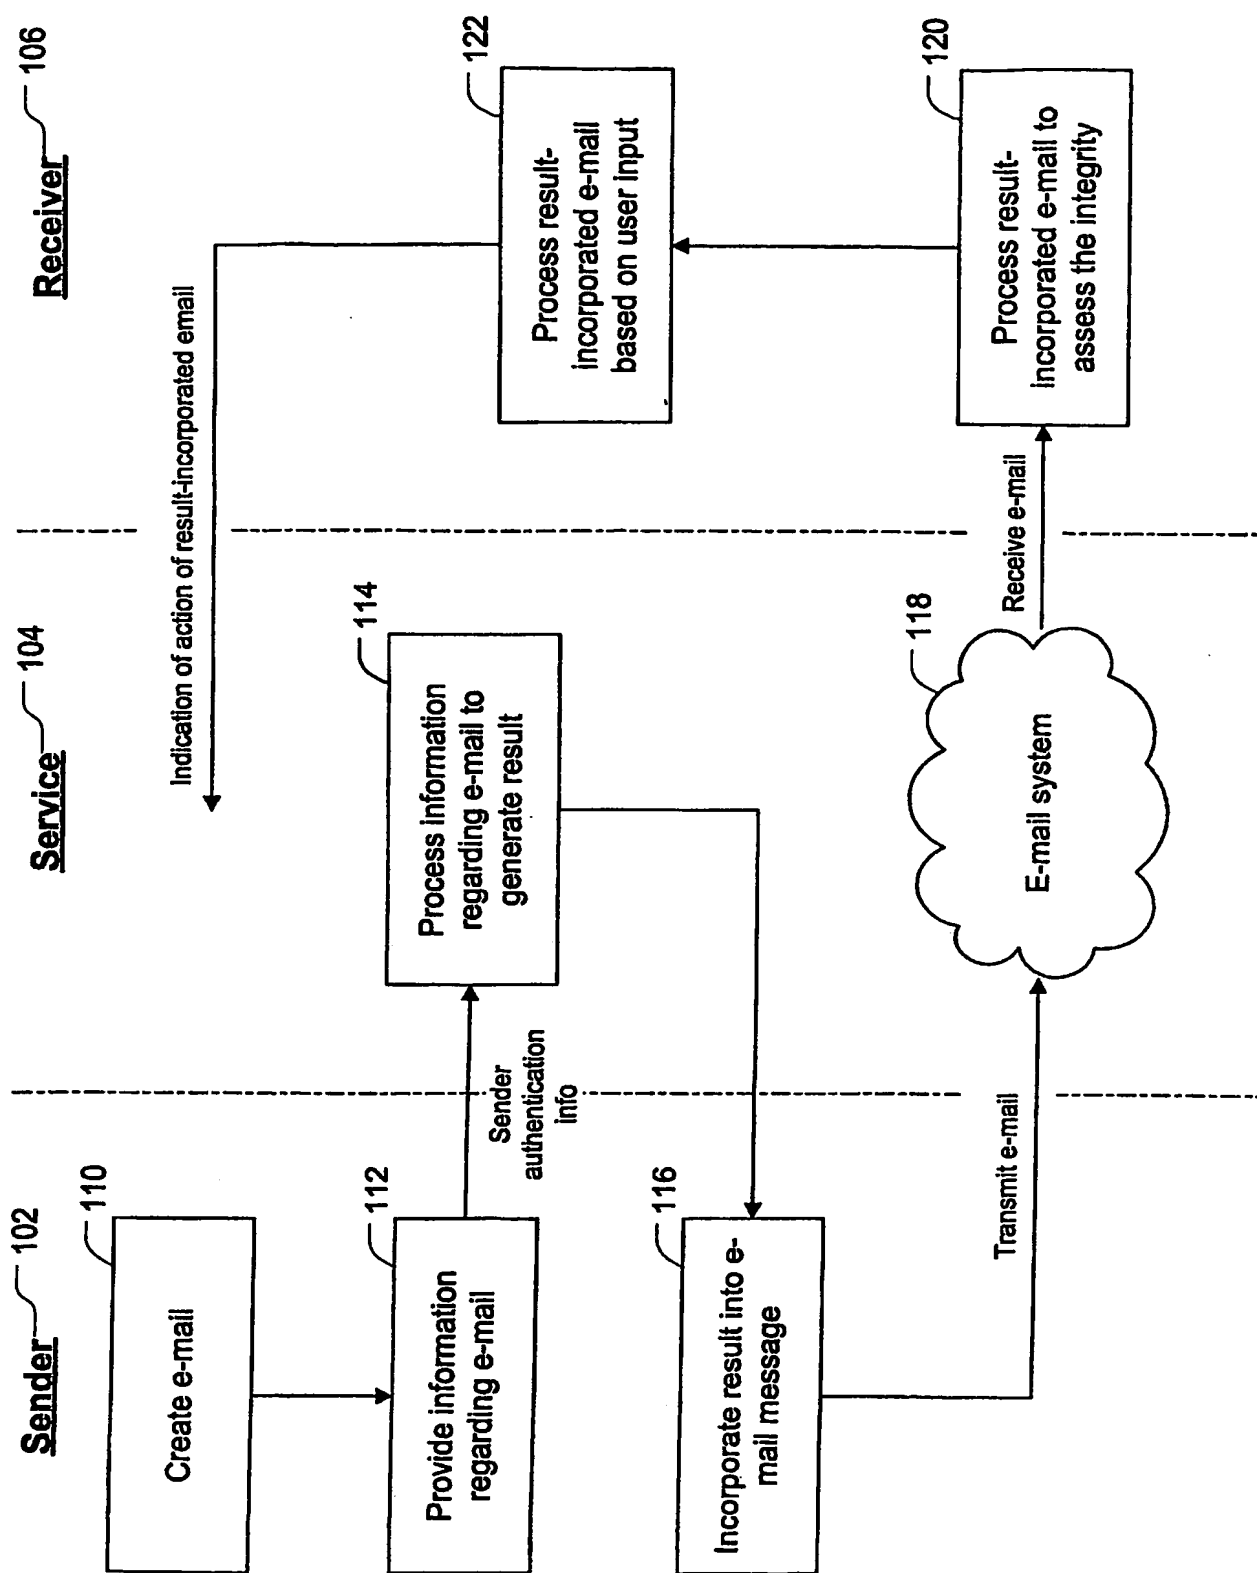 Sender
102
Service
104
Receiver
106
110
Create e-mail
112
Provide information
regarding e-mail
Sender
authentication
info
114
Process information
regarding e-mail to
generate result
116
Incorporate result into e-
mail message
Transmit e-mail
118
E-mail system
Receive e-mail
120
Process result-
incorporated e-mail to
assess the integrity
122
Process result-
incorporated e-mail
based on user input
Indication of action of result-incorporated email